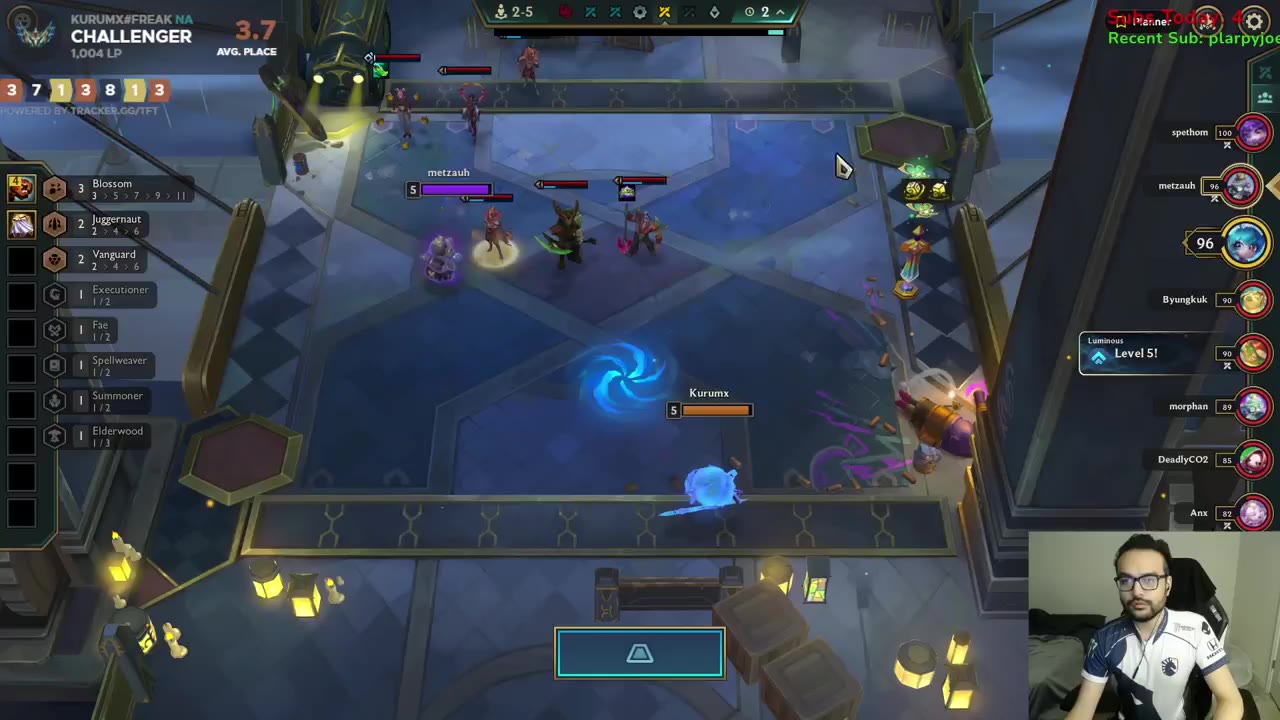 KURUMX#FREAK NA
CHALLENGER
1,004 LP
3.7
AVG. PLACE
3 7 1 3 8 1 3
POWERED BY TRACKER.GG/TFT
2-5
2
Planner
Subs Today: 4
Recent Sub: plarpyjoe
3 Blossom
3 > 5 > 7 > 9 > 11
2 Juggernaut
2 > 4 > 6
2 Vanguard
2 > 4 > 6
1 Executioner
1 / 2
1 Fae
1 / 2
1 Spellweaver
1 / 2
1 Summoner
1 / 2
1 Elderwood
1 / 3
metzauh
5
Kurumx
5
spethom 100
metzauh 96
96
Byungkuk 90
Luminous
Level 5!
90
morphan 89
DeadlyCO2 85
Anx 82